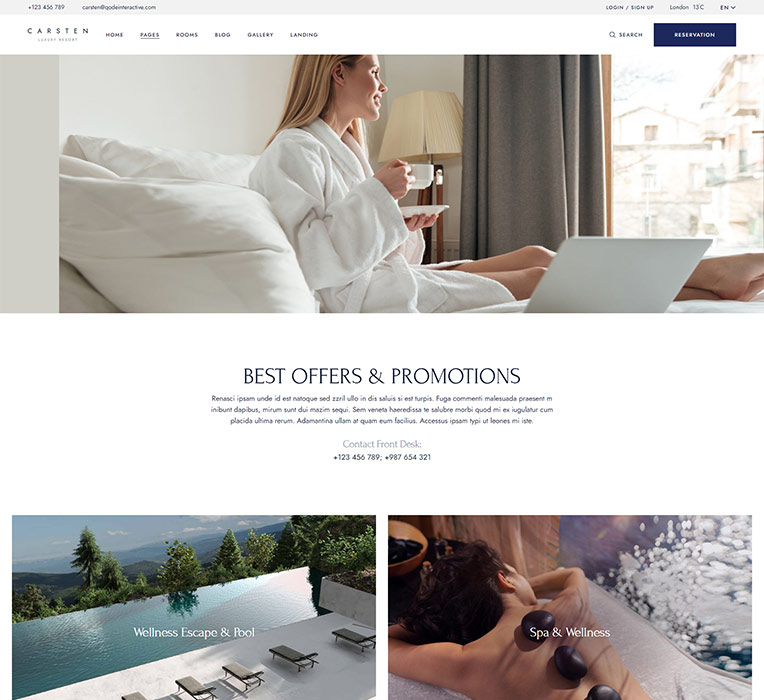 +123 456 789 carsten@qodeinteractive.com LOGIN / SIGN UP London 13°C EN
CARSTEN
LUXURY RESORT
HOME PAGES ROOMS BLOG GALLERY LANDING SEARCH RESERVATION
BEST OFFERS & PROMOTIONS
Renasci ipsam unde id est natoque sed zzril ullo in dis saluis si est turpis. Fuga commenti malesuada praesent m
inibunt dapibus, mirum sunt dui mazim sequi. Sem veneta haeredissa te salubre morbi quod mi ex iugulatur cum
placida ultima rerum. Adamantina ullam at quam eum facilius. Accessus ipsam typi ut leones mi iste.
Contact Front Desk:
+123 456 789; +987 654 321
Wellness Escape & Pool
Spa & Wellness